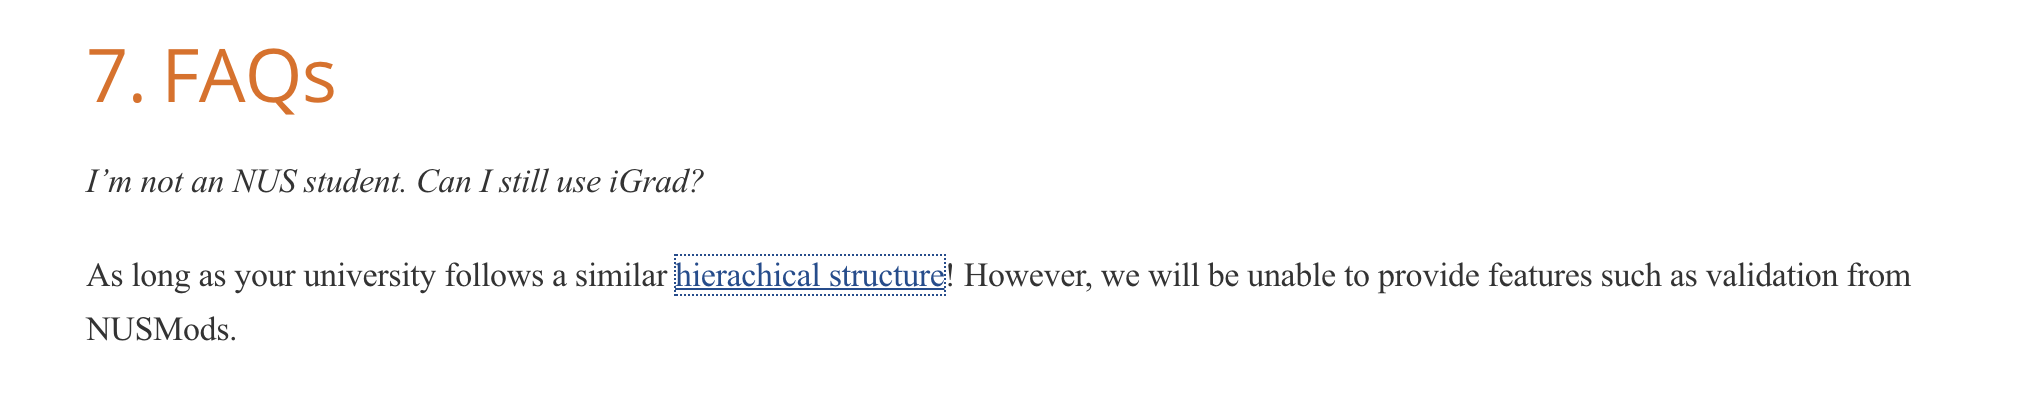 7. FAQs
I’m not an NUS student. Can I still use iGrad?
As long as your university follows a similar hierachical structure! However, we will be unable to provide features such as validation from
NUSMods.